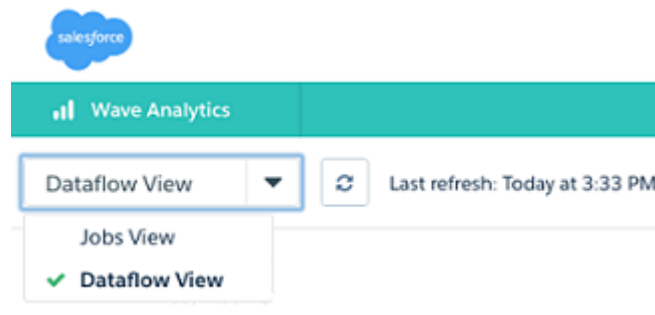 salesforce
Wave Analytics
Dataflow View
Last refresh: Today at 3:33 PM
Jobs View
Dataflow View